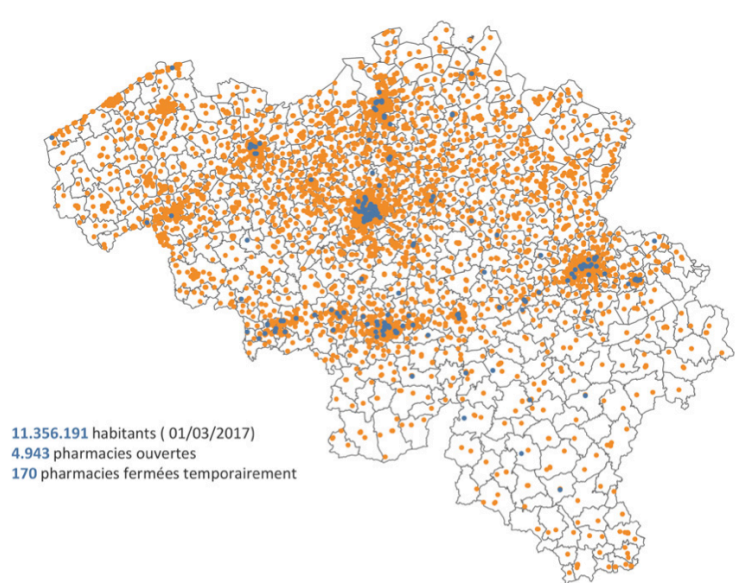 11.356.191 habitants ( 01/03/2017)
4.943 pharmacies ouvertes
170 pharmacies fermées temporairement